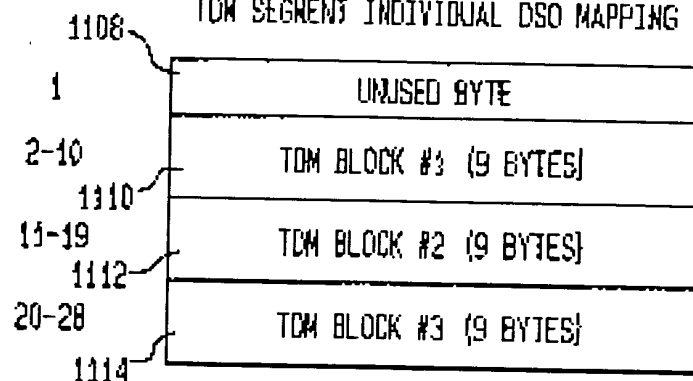 TDM SEGMENT INDIVIDUAL DSO MAPPING
1108
1 UNUSED BYTE
2-10 TDM BLOCK #1 (9 BYTES)
1110
11-19 TDM BLOCK #2 (9 BYTES)
1112
20-28 TDM BLOCK #3 (9 BYTES)
1114